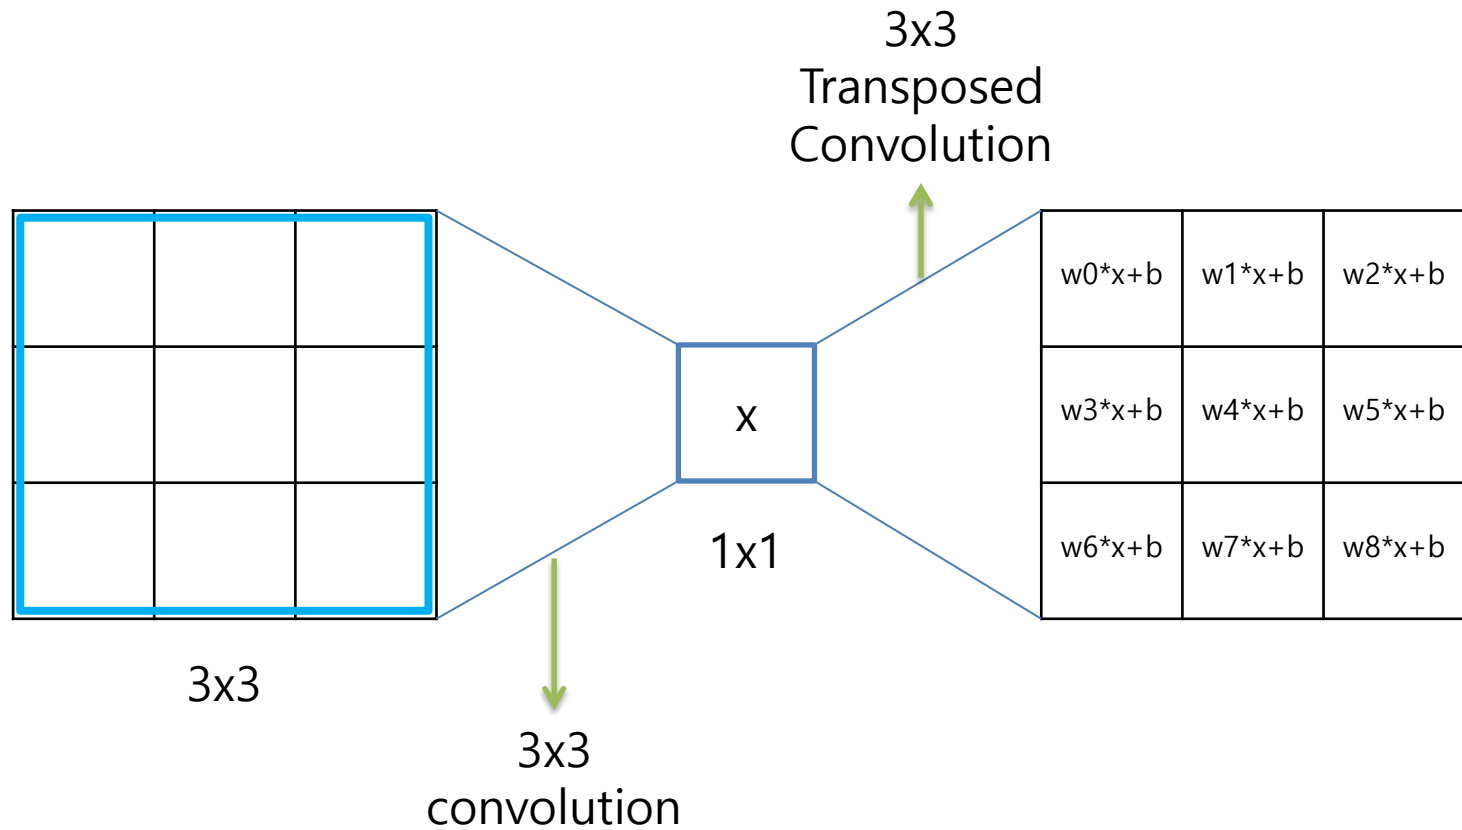 3x3
Transposed
Convolution
w0*x+b w1*x+b w2*x+b
x
w3*x+b w4*x+b w5*x+b
1x1
w6*x+b w7*x+b w8*x+b
3x3
3x3
convolution